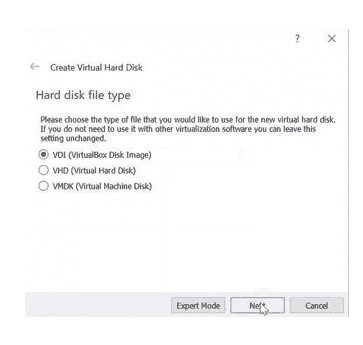 ?
← Create Virtual Hard Disk
Hard disk file type
Please choose the type of file that you would like to use for the new virtual hard disk.
If you do not need to use it with other virtualization software you can leave this
setting unchanged.
VDI (VirtualBox Disk Image)
VHD (Virtual Hard Disk)
VMDK (Virtual Machine Disk)
Expert Mode Next Cancel